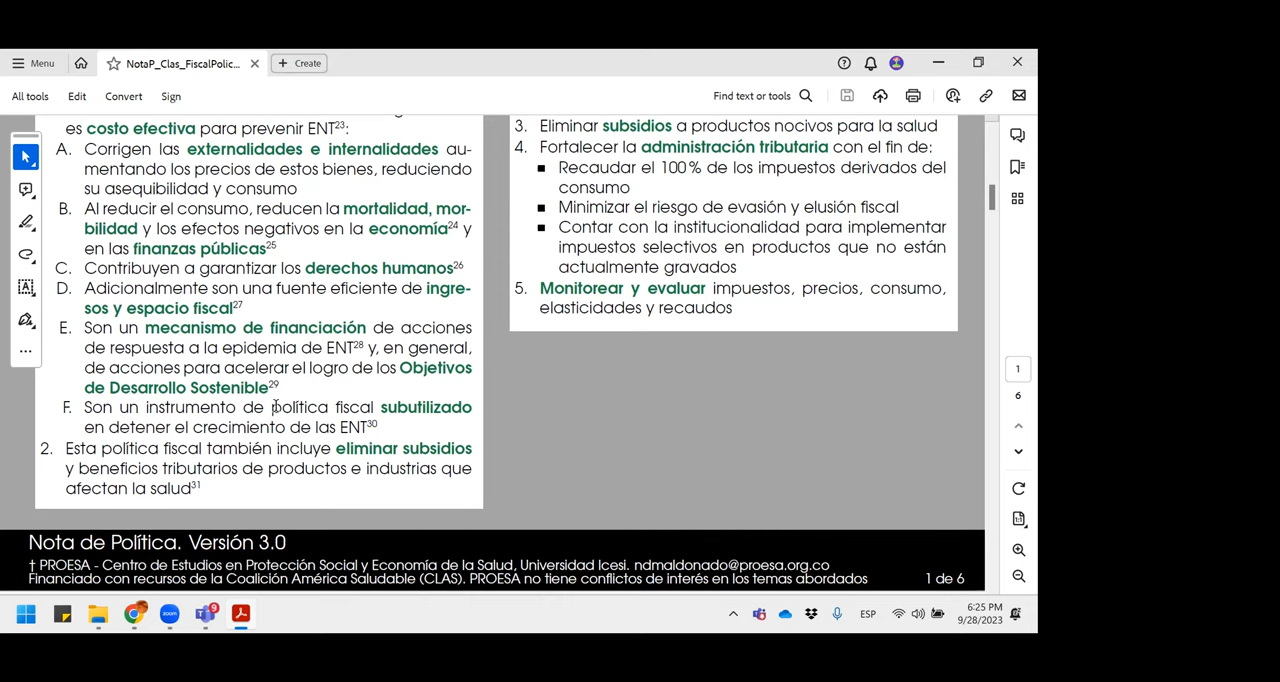 Menu
NotaP_Clas_FiscalPolic...
Create
All tools
Edit
Convert
Sign
Find text or tools
es costo efectiva para prevenir ENT23:
A. Corrigen las externalidades e internalidades au-
mentando los precios de estos bienes, reduciendo
su asequibilidad y consumo
B. Al reducir el consumo, reducen la mortalidad, mor-
bilidad y los efectos negativos en la economía24 y
en las finanzas públicas25
C. Contribuyen a garantizar los derechos humanos26
D. Adicionalmente son una fuente eficiente de ingre-
sos y espacio fiscal27
E. Son un mecanismo de financiación de acciones
de respuesta a la epidemia de ENT28 y, en general,
de acciones para acelerar el logro de los Objetivos
de Desarrollo Sostenible29
F. Son un instrumento de política fiscal subutilizado
en detener el crecimiento de las ENT30
2. Esta política fiscal también incluye eliminar subsidios
y beneficios tributarios de productos e industrias que
afectan la salud31
3. Eliminar subsidios a productos nocivos para la salud
4. Fortalecer la administración tributaria con el fin de:
■ Recaudar el 100% de los impuestos derivados del
consumo
■ Minimizar el riesgo de evasión y elusión fiscal
■ Contar con la institucionalidad para implementar
impuestos selectivos en productos que no están
actualmente gravados
5. Monitorear y evaluar impuestos, precios, consumo,
elasticidades y recaudos
1
6
Nota de Política. Versión 3.0
† PROESA - Centro de Estudios en Protección Social y Economía de la Salud, Universidad Icesi. ndmaldonado@proesa.org.co
Financiado con recursos de la Coalición América Saludable (CLAS). PROESA no tiene conflictos de interés en los temas abordados
1 de 6
zoom
9
ESP
6:25 PM
9/28/2023